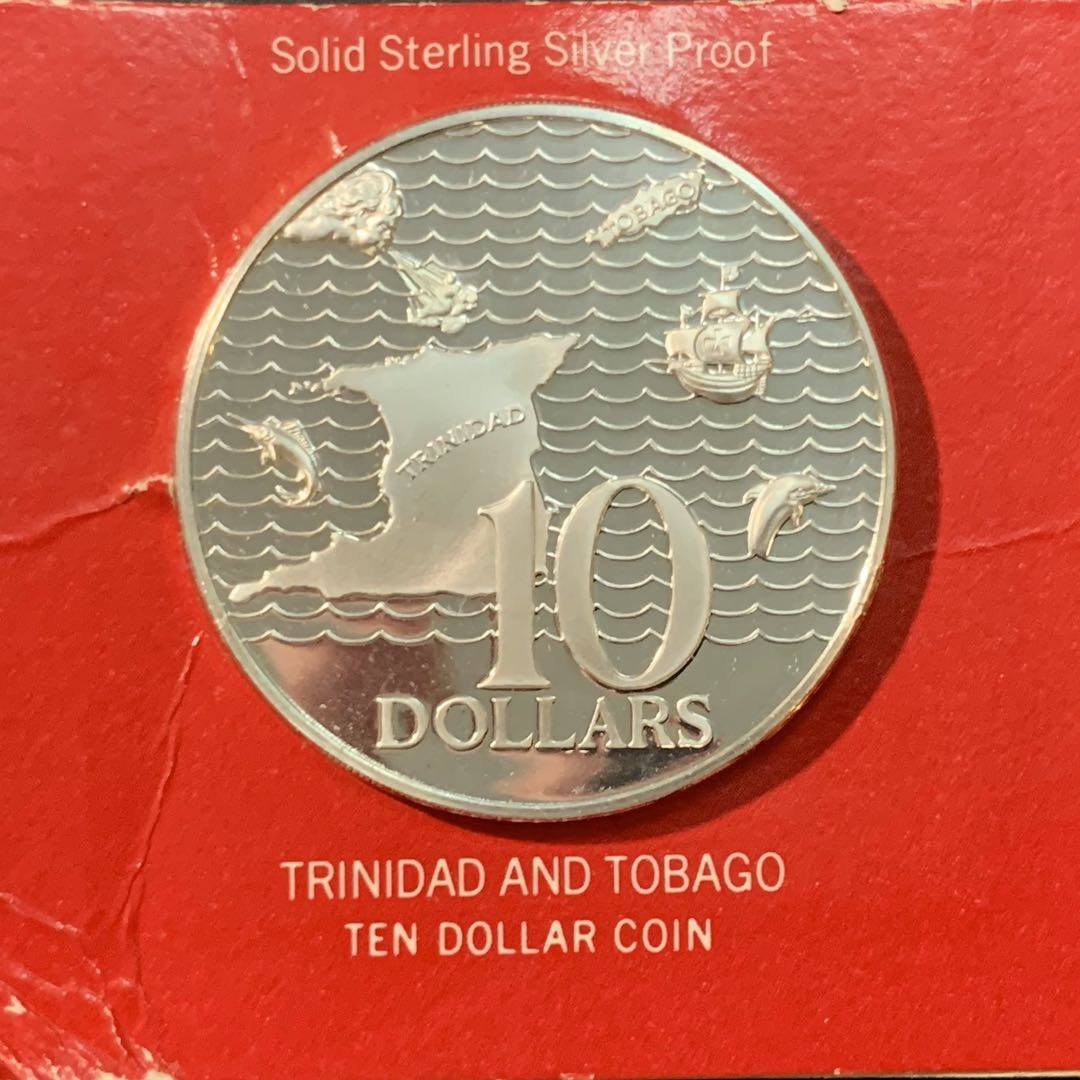 Solid Sterling Silver Proof
TOBAGO
TRINIDAD
10
DOLLARS
TRINIDAD AND TOBAGO
TEN DOLLAR COIN